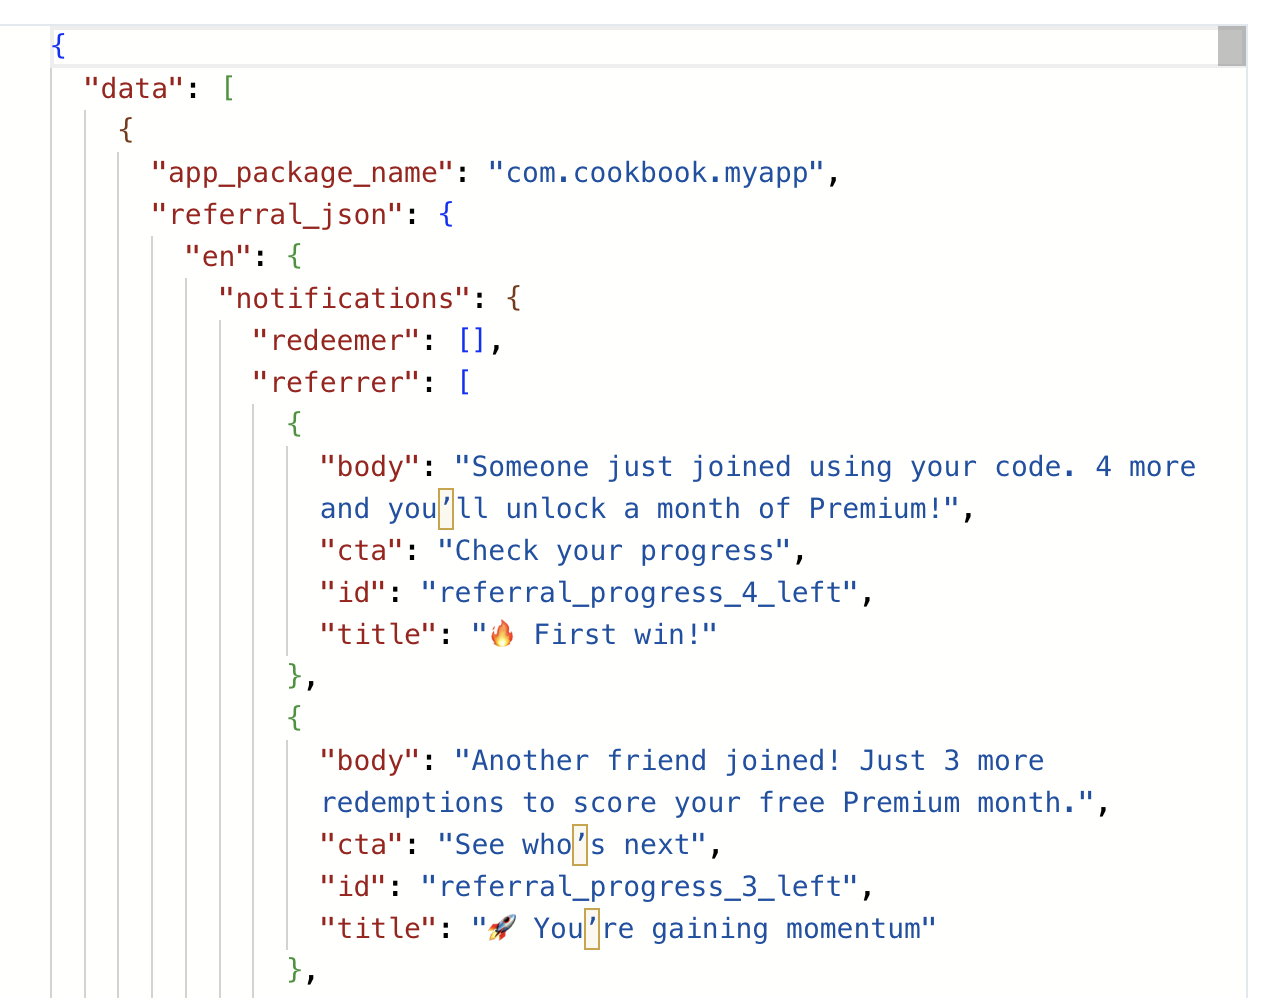 {
"data": [
{
"app_package_name": "com.cookbook.myapp",
"referral_json": {
"en": {
"notifications": {
"redeemer": [],
"referrer": [
{
"body": "Someone just joined using your code. 4 more
and you’ll unlock a month of Premium!",
"cta": "Check your progress",
"id": "referral_progress_4_left",
"title": "🔥 First win!"
},
{
"body": "Another friend joined! Just 3 more
redemptions to score your free Premium month.",
"cta": "See who’s next",
"id": "referral_progress_3_left",
"title": "🚀 You’re gaining momentum"
},